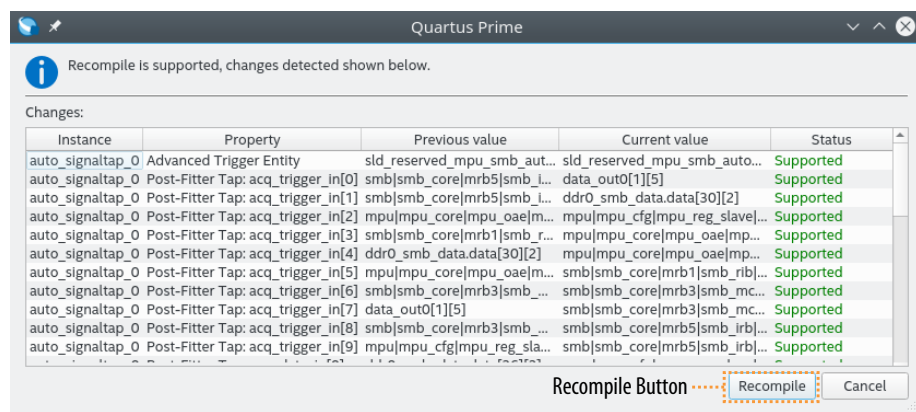 Quartus Prime
Recompile is supported, changes detected shown below.
Changes:
Instance Property Previous value Current value Status
auto_signaltap_0 Advanced Trigger Entity sld_reserved_mpu_smb_aut... sld_reserved_mpu_smb_auto... Supported
auto_signaltap_0 Post-Fitter Tap: acq_trigger_in[0] smb|smb_core|mrb5|smb_i... data_out0[1][5] Supported
auto_signaltap_0 Post-Fitter Tap: acq_trigger_in[1] smb|smb_core|mrb5|smb_i... ddr0_smb_data.data[30][2] Supported
auto_signaltap_0 Post-Fitter Tap: acq_trigger_in[2] mpu|mpu_core|mpu_oae|m... mpu|mpu_cfg|mpu_reg_slave|... Supported
auto_signaltap_0 Post-Fitter Tap: acq_trigger_in[3] smb|smb_core|mrb1|smb_r... mpu|mpu_core|mpu_oae|mp... Supported
auto_signaltap_0 Post-Fitter Tap: acq_trigger_in[4] ddr0_smb_data.data[30][2] mpu|mpu_core|mpu_oae|mp... Supported
auto_signaltap_0 Post-Fitter Tap: acq_trigger_in[5] mpu|mpu_core|mpu_oae|m... smb|smb_core|mrb1|smb_rib|... Supported
auto_signaltap_0 Post-Fitter Tap: acq_trigger_in[6] smb|smb_core|mrb3|smb_... smb|smb_core|mrb3|smb_mc... Supported
auto_signaltap_0 Post-Fitter Tap: acq_trigger_in[7] data_out0[1][5] smb|smb_core|mrb3|smb_mc... Supported
auto_signaltap_0 Post-Fitter Tap: acq_trigger_in[8] smb|smb_core|mrb3|smb_... smb|smb_core|mrb5|smb_irb|... Supported
auto_signaltap_0 Post-Fitter Tap: acq_trigger_in[9] mpu|mpu_cfg|mpu_reg_sla... smb|smb_core|mrb5|smb_irb|... Supported
Recompile Button Recompile Cancel